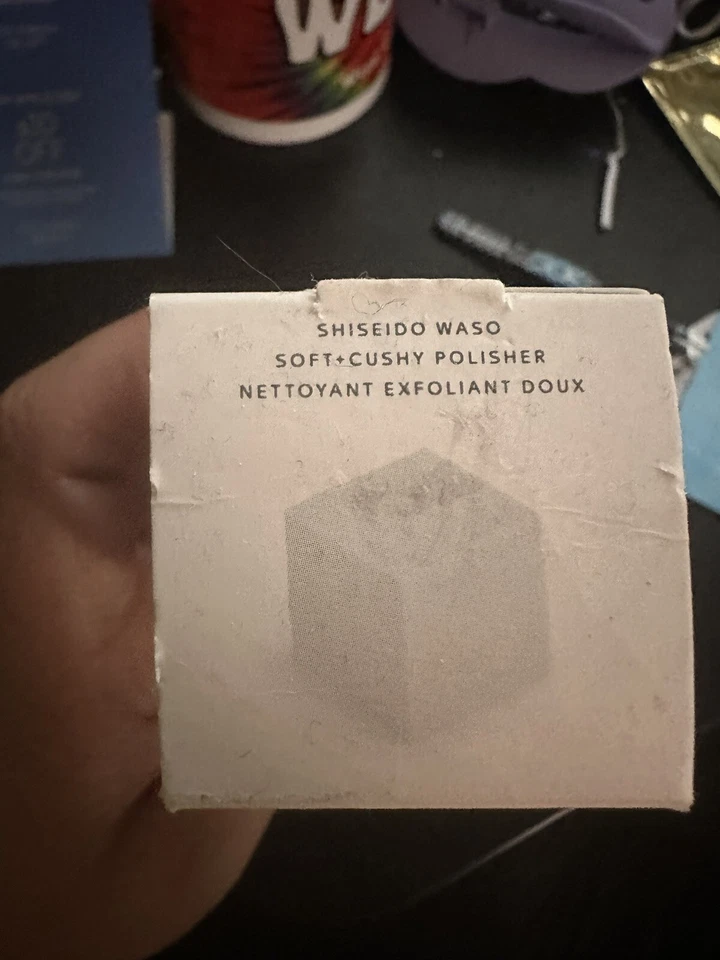 SHISEIDO WASO
SOFT+CUSHY POLISHER
NETTOYANT EXFOLIANT DOUX